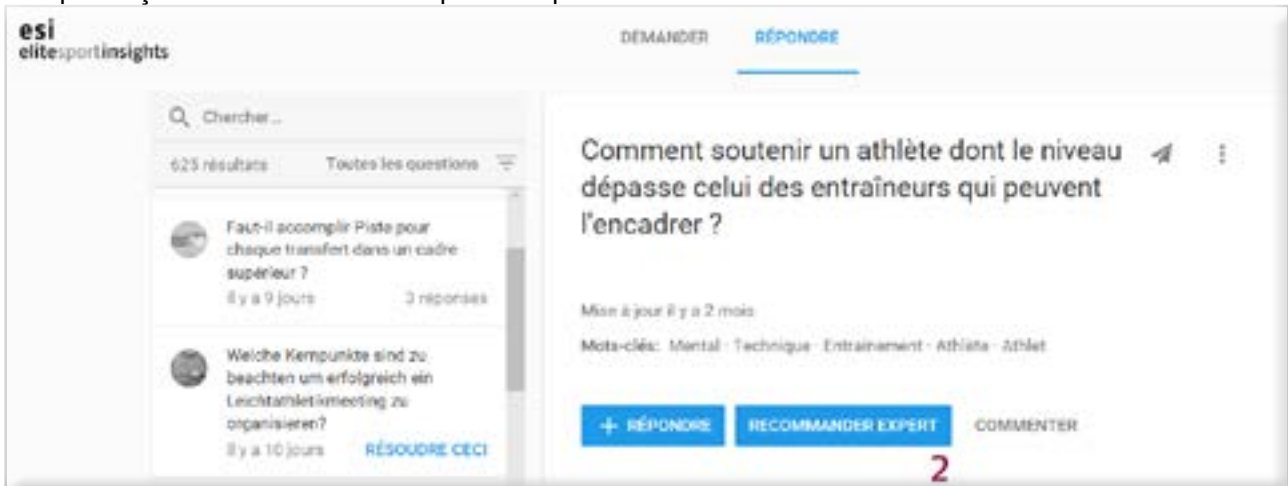 esi
elitesportinsights
DEMANDER RÉPONDRE
Chercher...
625 résultats Toutes les questions
Faut-il accomplir Piste pour
chaque transfert dans un cadre
supérieur ?
Il y a 9 jours 3 réponses
Welche Kernpunkte sind zu
beachten um erfolgreich ein
Leichtathletikmeeting zu
organisieren?
Il y a 10 jours RÉSOUDRE CECI
Comment soutenir un athlète dont le niveau
dépasse celui des entraîneurs qui peuvent
l'encadrer ?
Mise à jour il y a 2 mois
Mots-clés: Mental · Technique · Entrainement · Athlète · Athlet
+ RÉPONDRE RECOMMANDER EXPERT COMMENTER
2